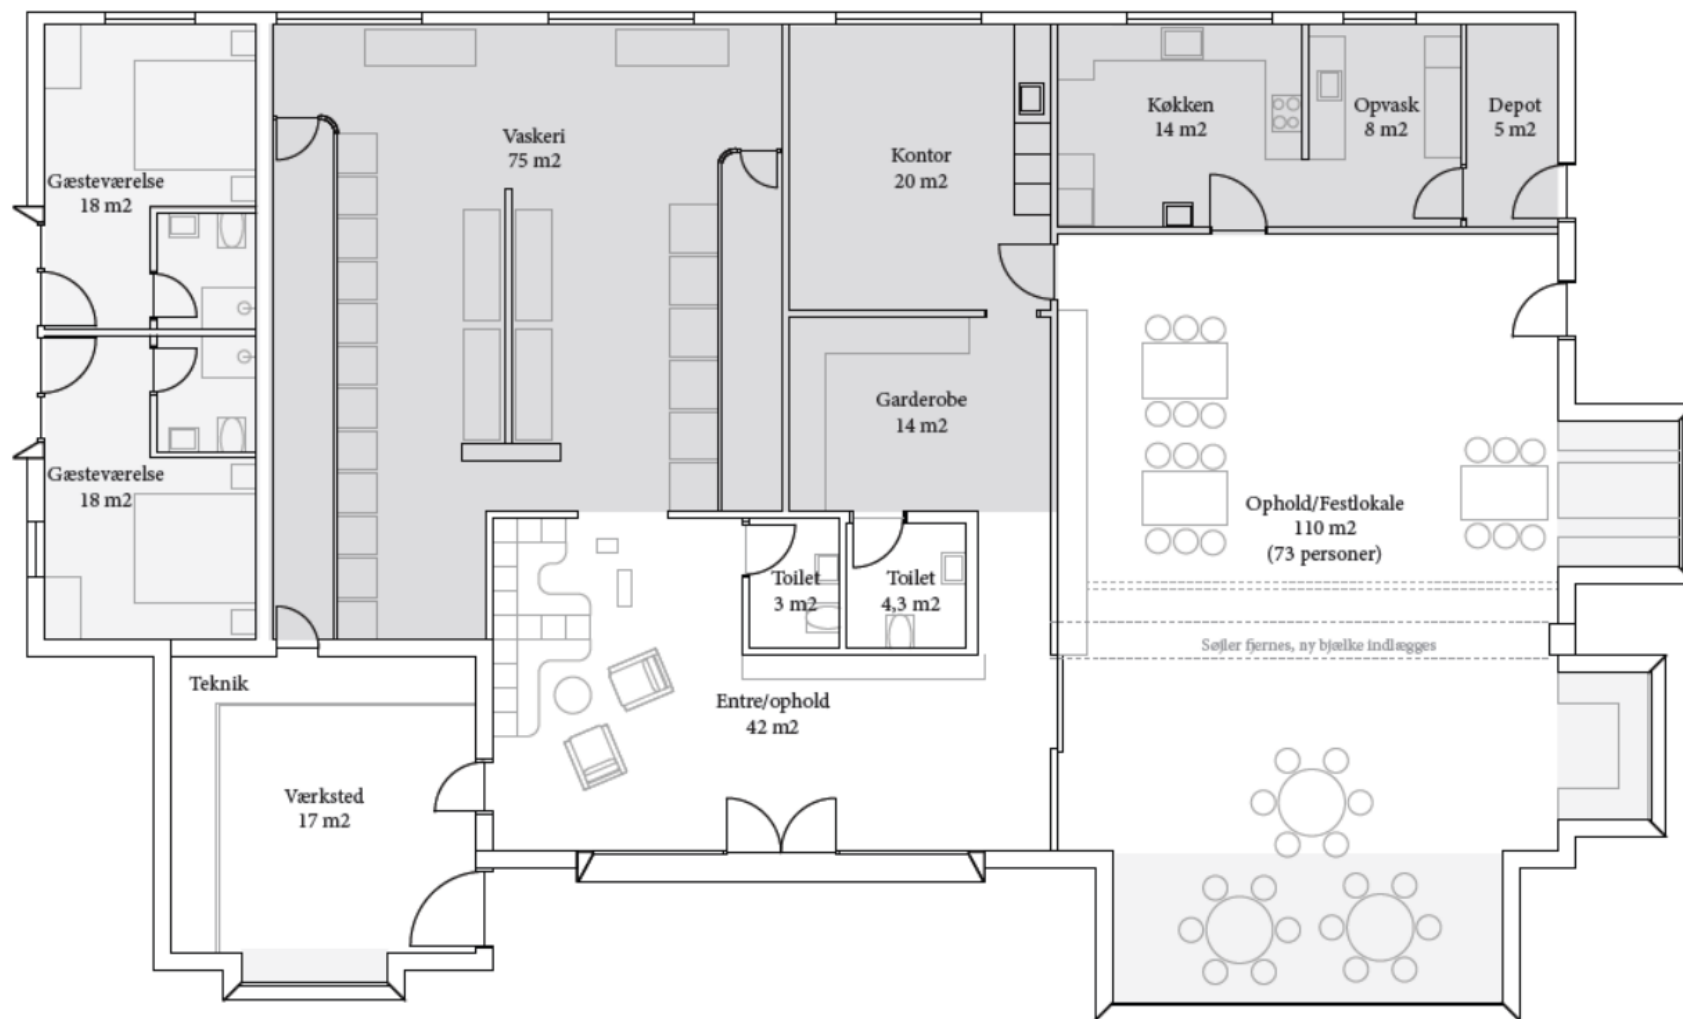 Vaskeri
75 m2
Kontor
20 m2
Køkken
14 m2
Opvask
8 m2
Depot
5 m2
Gæsteværelse
18 m2
Garderobe
14 m2
Gæsteværelse
18 m2
Ophold/Festlokale
110 m2
(73 personer)
Toilet
3 m2
Toilet
4,3 m2
Søjler fjernes, ny bjælke indlægges
Teknik
Entre/ophold
42 m2
Værksted
17 m2